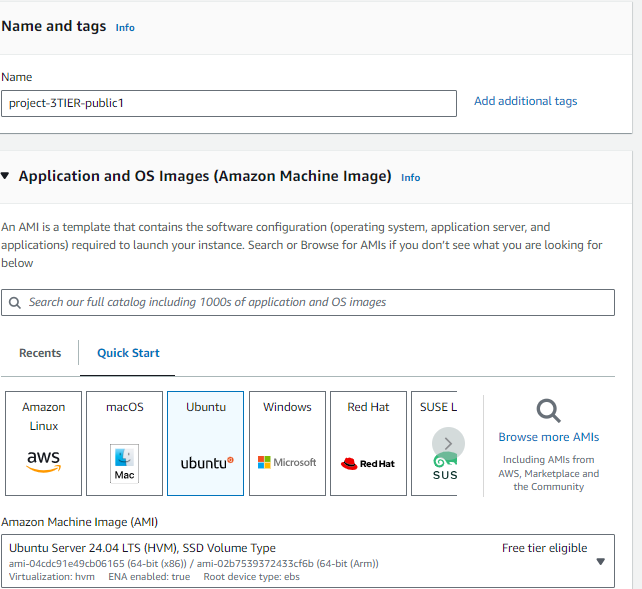 Name and tags Info
Name
project-3TIER-public1
Add additional tags
Application and OS Images (Amazon Machine Image) Info
An AMI is a template that contains the software configuration (operating system, application server, and
applications) required to launch your instance. Search or Browse for AMIs if you don't see what you are looking for
below
Search our full catalog including 1000s of application and OS images
Recents
Quick Start
Amazon
Linux
aws
macOS
Mac
Ubuntu
ubuntu
Windows
Microsoft
Red Hat
Red Hat
SUSE L
SUS
Browse more AMIs
Including AMIs from
AWS, Marketplace and
the Community
Amazon Machine Image (AMI)
Ubuntu Server 24.04 LTS (HVM), SSD Volume Type
Free tier eligible
ami-04cdc91e49cb06165 (64-bit (x86)) / ami-02b7539372433cf6b (64-bit (Arm))
Virtualization: hvm ENA enabled: true Root device type: ebs